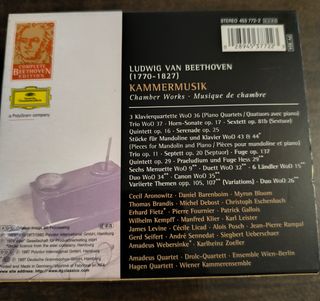 STEREO 453 772-2
COMPLETE
BEETHOVEN
EDITION
a PolyGram company
LUDWIG VAN BEETHOVEN
(1770-1827)
KAMMERMUSIK
Chamber Works · Musique de chambre
3 Klavierquartette WoO 36 (Piano Quartets / Quatuors avec piano)
Trio WoO 37 · Horn-Sonate op. 17 · Sextett op. 81b (Sextuor)
Quintett op. 16 · Serenade op. 25
Stücke für Mandoline und Klavier WoO 43 & 44*
(Pieces for Mandolin and Piano / Pièces pour mandoline et piano)
Trio op. 11 · Septett op. 20 (Septuor) · Fuge op. 137
Quintett op. 29 · Praeludium und Fuge Hess 29**
Sechs Menuette WoO 9** · Duett WoO 32** · 6 Ländler WoO 15**
Duo WoO 34** · Canon WoO 35**
Variierte Themen opp. 105, 107** (Variations) · Duo WoO 26**
Cecil Aronowitz · Daniel Barenboim · Myron Bloom
Thomas Brandis · Michel Debost · Christoph Eschenbach
Pierre Fournier · Patrick Gallois
Wilhelm Kempff · Manfred Klier · Karl Leister
James Levine · Cécile Licad · Alois Posch · Jean-Pierre Rampal
Gerd Seifert · András Sennedat · Siegbert Ueberschaer
Amadeus Webersinke* · Karlheinz Zoeller
Amadeus Quartet · Drolc-Quartett · Ensemble Wien-Berlin
Hagen Quartett · Wiener Kammerensemble